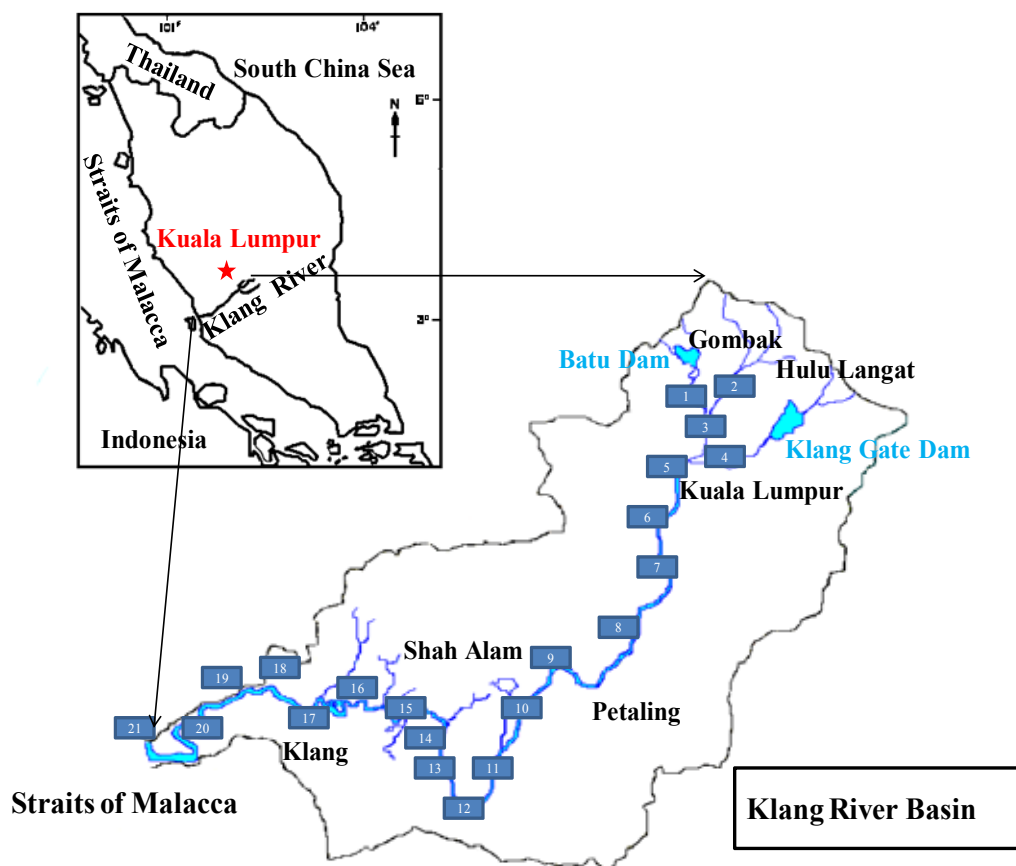 101°
104°
Thailand
South China Sea
N
5°
Straits of Malacca
Kuala Lumpur
Klang River
3°
Indonesia
Gombak
Batu Dam
Hulu Langat
1
2
3
4
Klang Gate Dam
5
Kuala Lumpur
6
7
8
Shah Alam
9
18
19
16
10
15
17
Petaling
21
20
14
Klang
13
11
12
Straits of Malacca
Klang River Basin